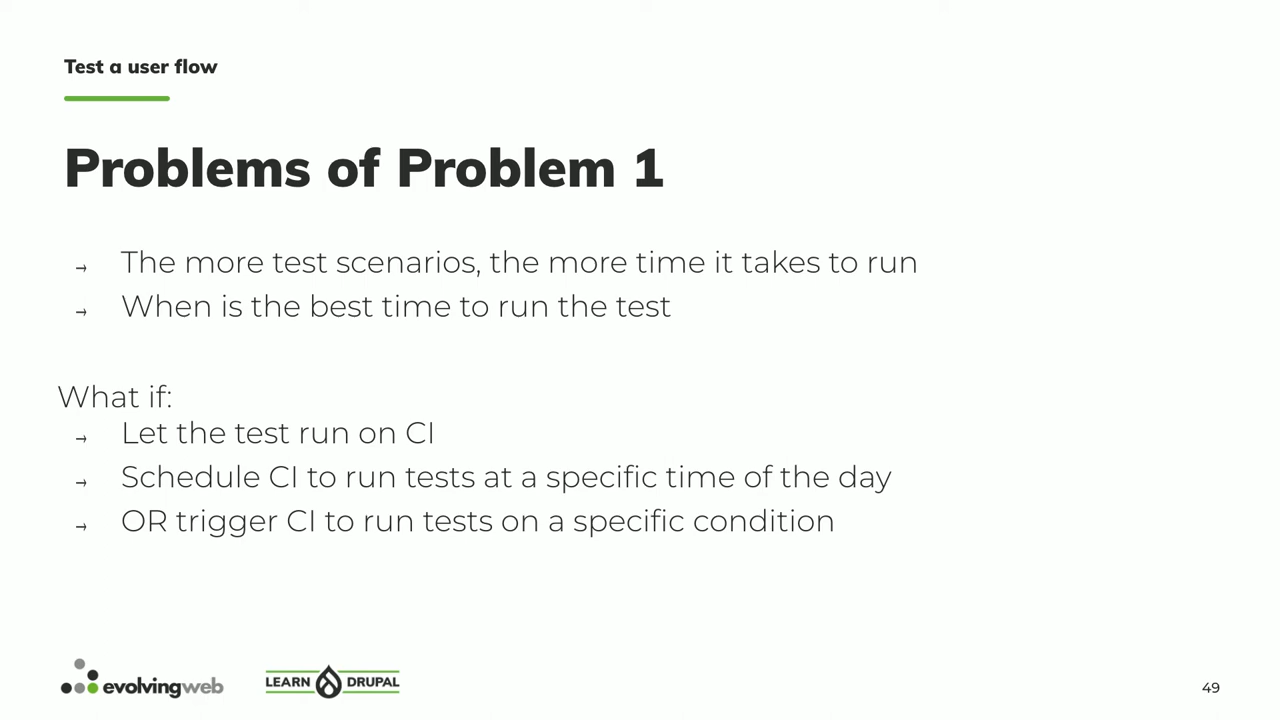 Test a user flow
Problems of Problem 1
→ The more test scenarios, the more time it takes to run
→ When is the best time to run the test
What if:
→ Let the test run on CI
→ Schedule CI to run tests at a specific time of the day
→ OR trigger CI to run tests on a specific condition
evolvingweb
LEARN DRUPAL
49